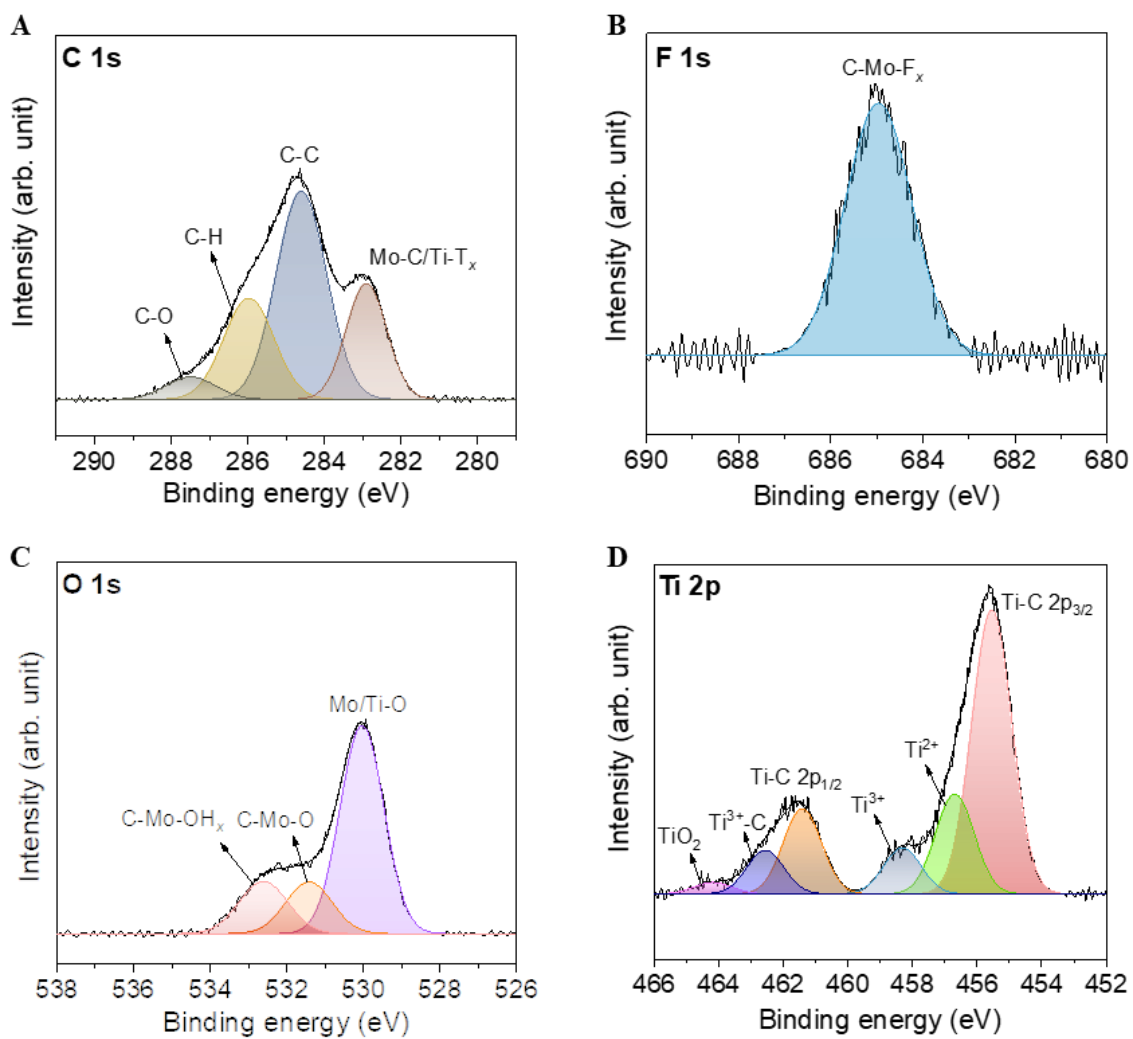 A
C 1s
C-C
C-H
Mo-C/Ti-Tₓ
C-O
Intensity (arb. unit)
290 288 286 284 282 280
Binding energy (eV)
B
F 1s
C-Mo-Fₓ
Intensity (arb. unit)
690 688 686 684 682 680
Binding energy (eV)
C
O 1s
Mo/Ti-O
C-Mo-OHₓ
C-Mo-O
Intensity (arb. unit)
538 536 534 532 530 528 526
Binding energy (eV)
D
Ti 2p
Ti-C 2p₃/₂
Ti²⁺
Ti-C 2p₁/₂
Ti³⁺
Ti³⁺-C
TiO₂
Intensity (arb. unit)
466 464 462 460 458 456 454 452
Binding energy (eV)